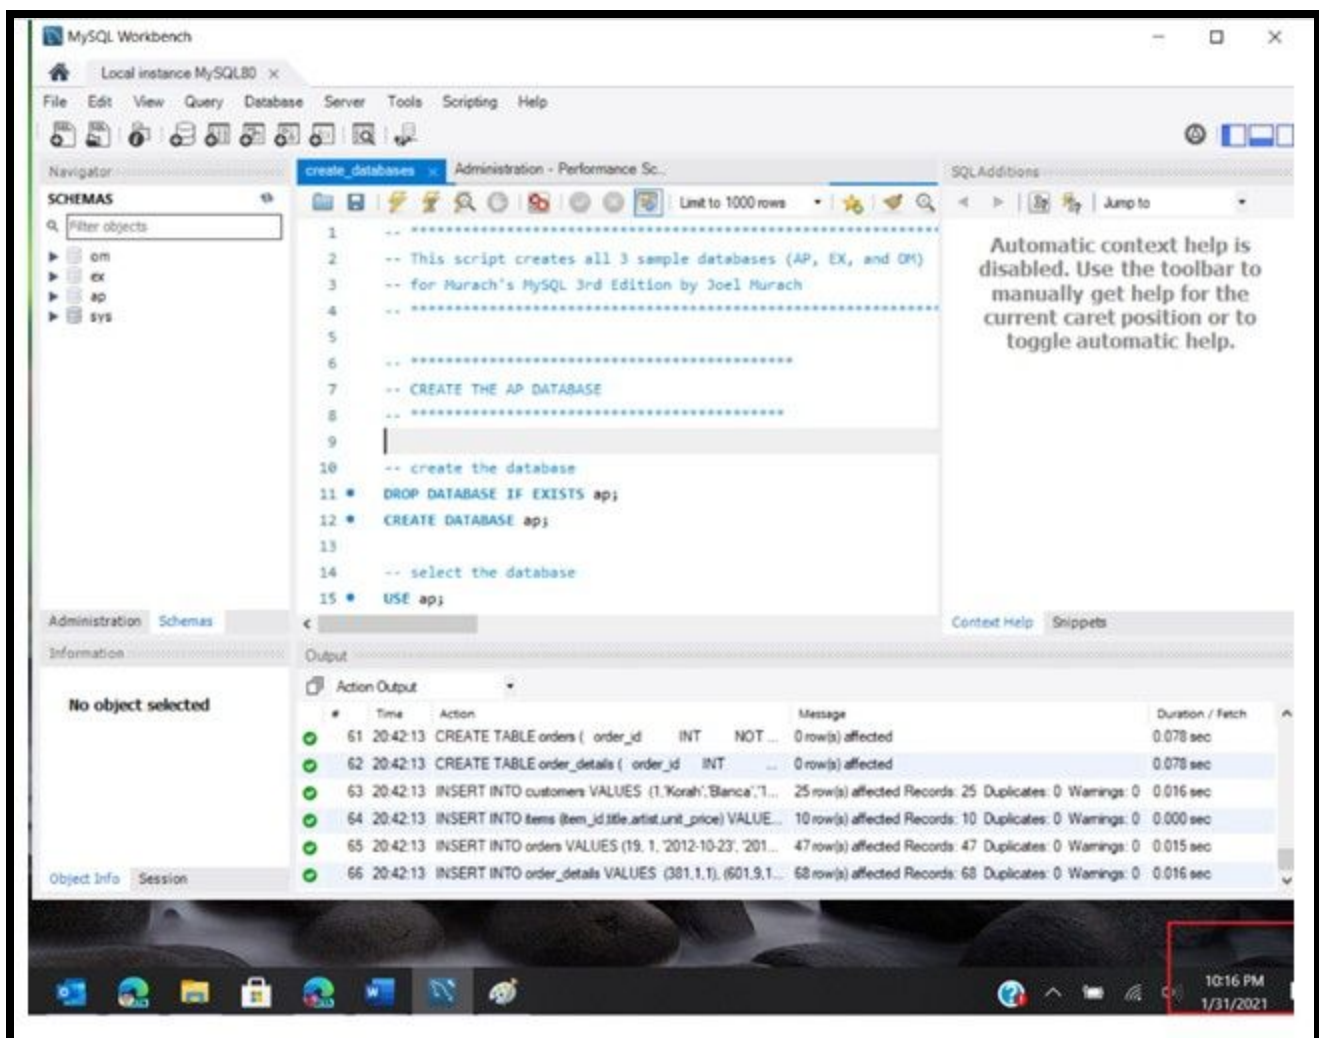 MySQL Workbench
Local instance MySQL80
File Edit View Query Database Server Tools Scripting Help
Navigator
SCHEMAS
Filter objects
om
ex
ap
sys
Administration Schemas
create_databases Administration - Performance Sc...
Limit to 1000 rows
1 -- ************************************************************
2 -- This script creates all 3 sample databases (AP, EX, and OM)
3 -- for Murach's MySQL 3rd Edition by Joel Murach
4 -- ************************************************************
5
6 -- ********************************************
7 -- CREATE THE AP DATABASE
8 -- *******************************************
9
10 -- create the database
11 DROP DATABASE IF EXISTS ap;
12 CREATE DATABASE ap;
13
14 -- select the database
15 USE ap;
SQLAdditions
Jump to
Automatic context help is
disabled. Use the toolbar to
manually get help for the
current caret position or to
toggle automatic help.
Context Help Snippets
Information
No object selected
Object Info Session
Output
Action Output
# Time Action Message Duration / Fetch
61 20:42:13 CREATE TABLE orders ( order_id INT NOT ... 0 row(s) affected 0.078 sec
62 20:42:13 CREATE TABLE order_details ( order_id INT ... 0 row(s) affected 0.078 sec
63 20:42:13 INSERT INTO customers VALUES (1,'Korah','Blanca','1... 25 row(s) affected Records: 25 Duplicates: 0 Warnings: 0 0.016 sec
64 20:42:13 INSERT INTO items (item_id,title,artist,unit_price) VALUE... 10 row(s) affected Records: 10 Duplicates: 0 Warnings: 0 0.000 sec
65 20:42:13 INSERT INTO orders VALUES (19, 1, '2012-10-23', '201... 47 row(s) affected Records: 47 Duplicates: 0 Warnings: 0 0.015 sec
66 20:42:13 INSERT INTO order_details VALUES (381,1,1), (601,9,1... 68 row(s) affected Records: 68 Duplicates: 0 Warnings: 0 0.016 sec
10:16 PM
1/31/2021